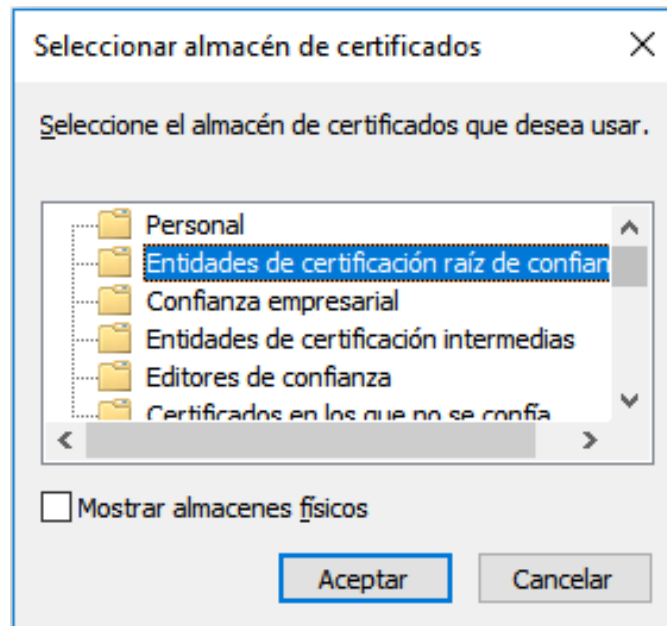 Seleccionar almacén de certificados
Seleccione el almacén de certificados que desea usar.
Personal
Entidades de certificación raíz de confian
Confianza empresarial
Entidades de certificación intermedias
Editores de confianza
Certificados en los que no se confía
Mostrar almacenes físicos
Aceptar
Cancelar